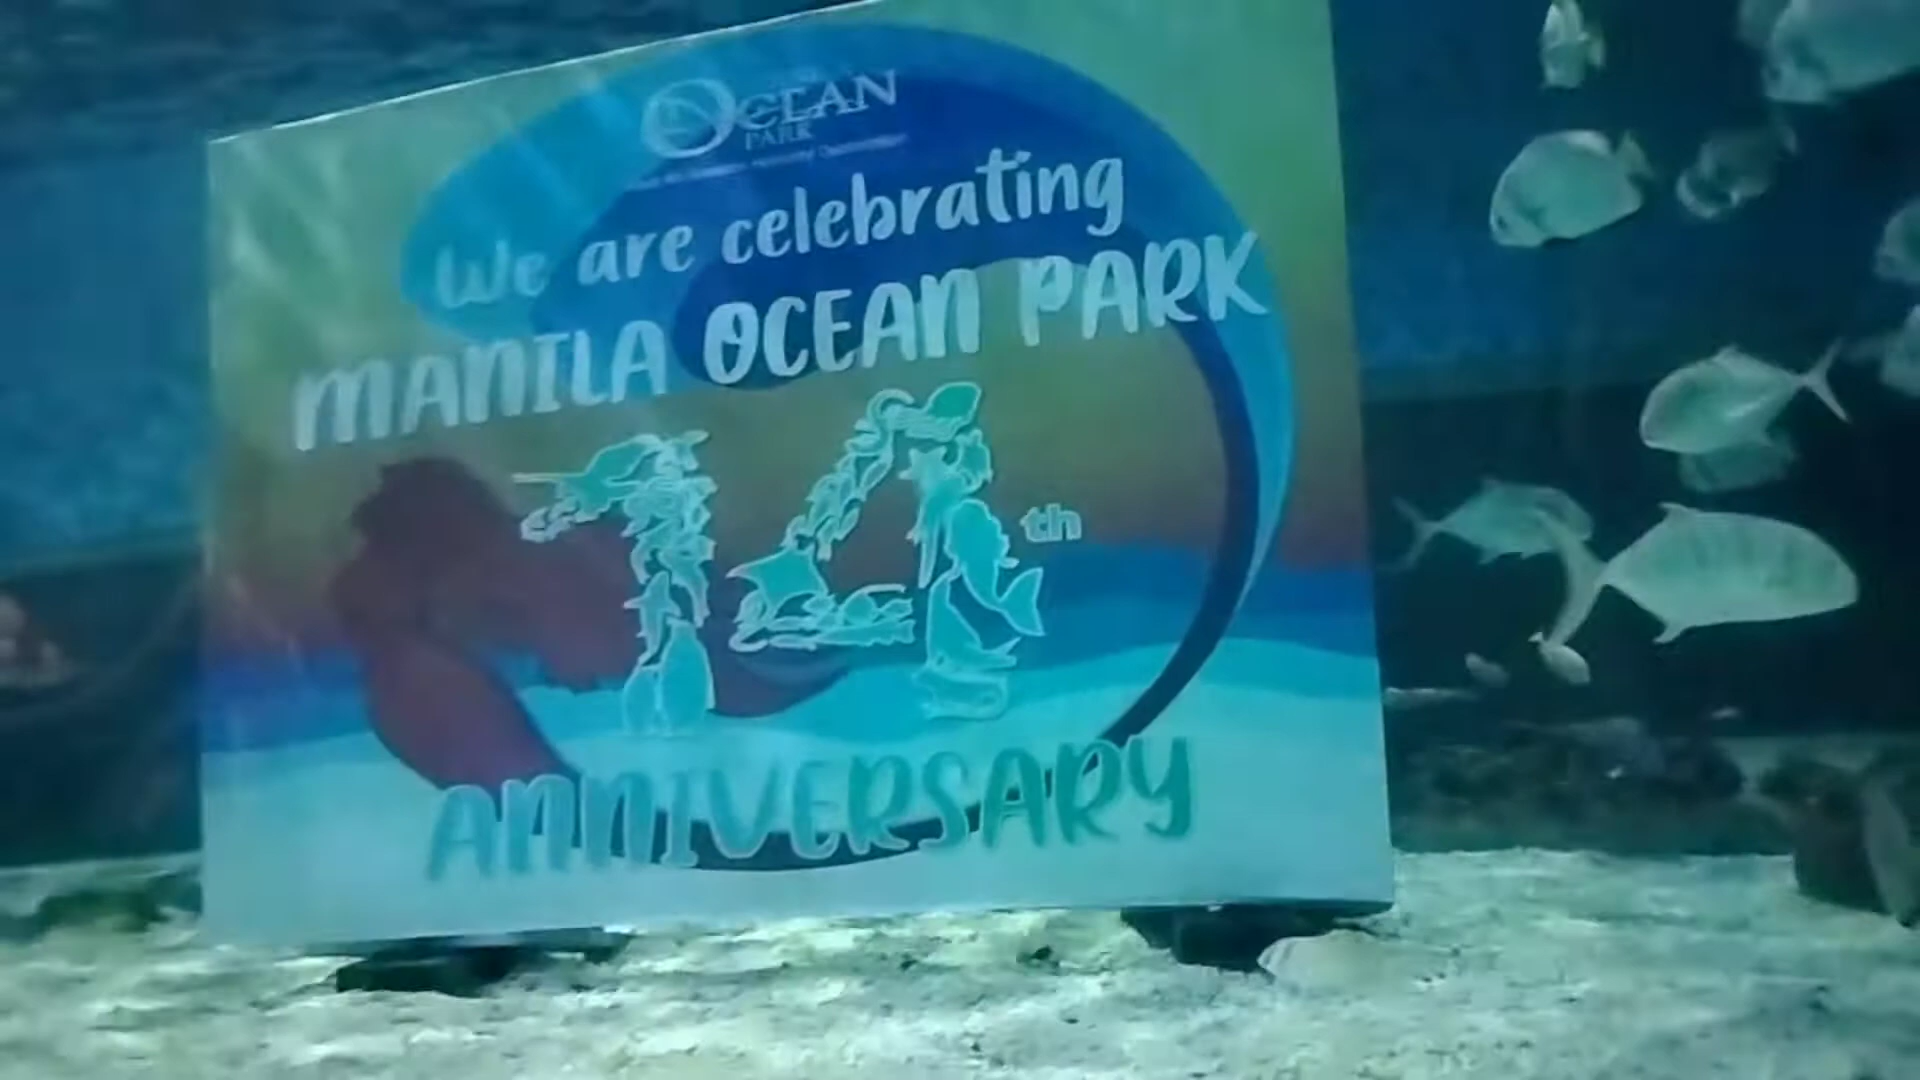 OCEAN
PARK
We are celebrating
MANILA OCEAN PARK
14th
ANNIVERSARY